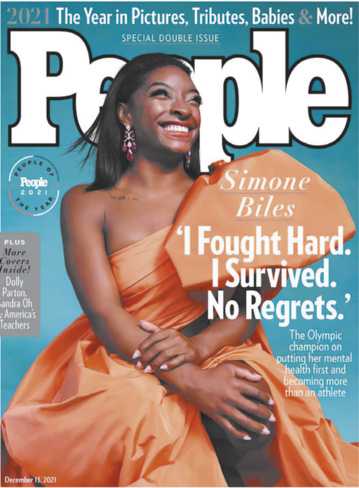 2021 The Year in Pictures, Tributes, Babies & More!
SPECIAL DOUBLE ISSUE
People
PEOPLE OF
People
2021
THE YEAR
Simone
Biles
‘I Fought Hard.
I Survived.
No Regrets.’
PLUS
More
Covers
Inside!
Dolly
Parton,
Sandra Oh
& America's
Teachers
The Olympic
champion on
putting her mental
health first and
becoming more
than an athlete
December 13, 2021